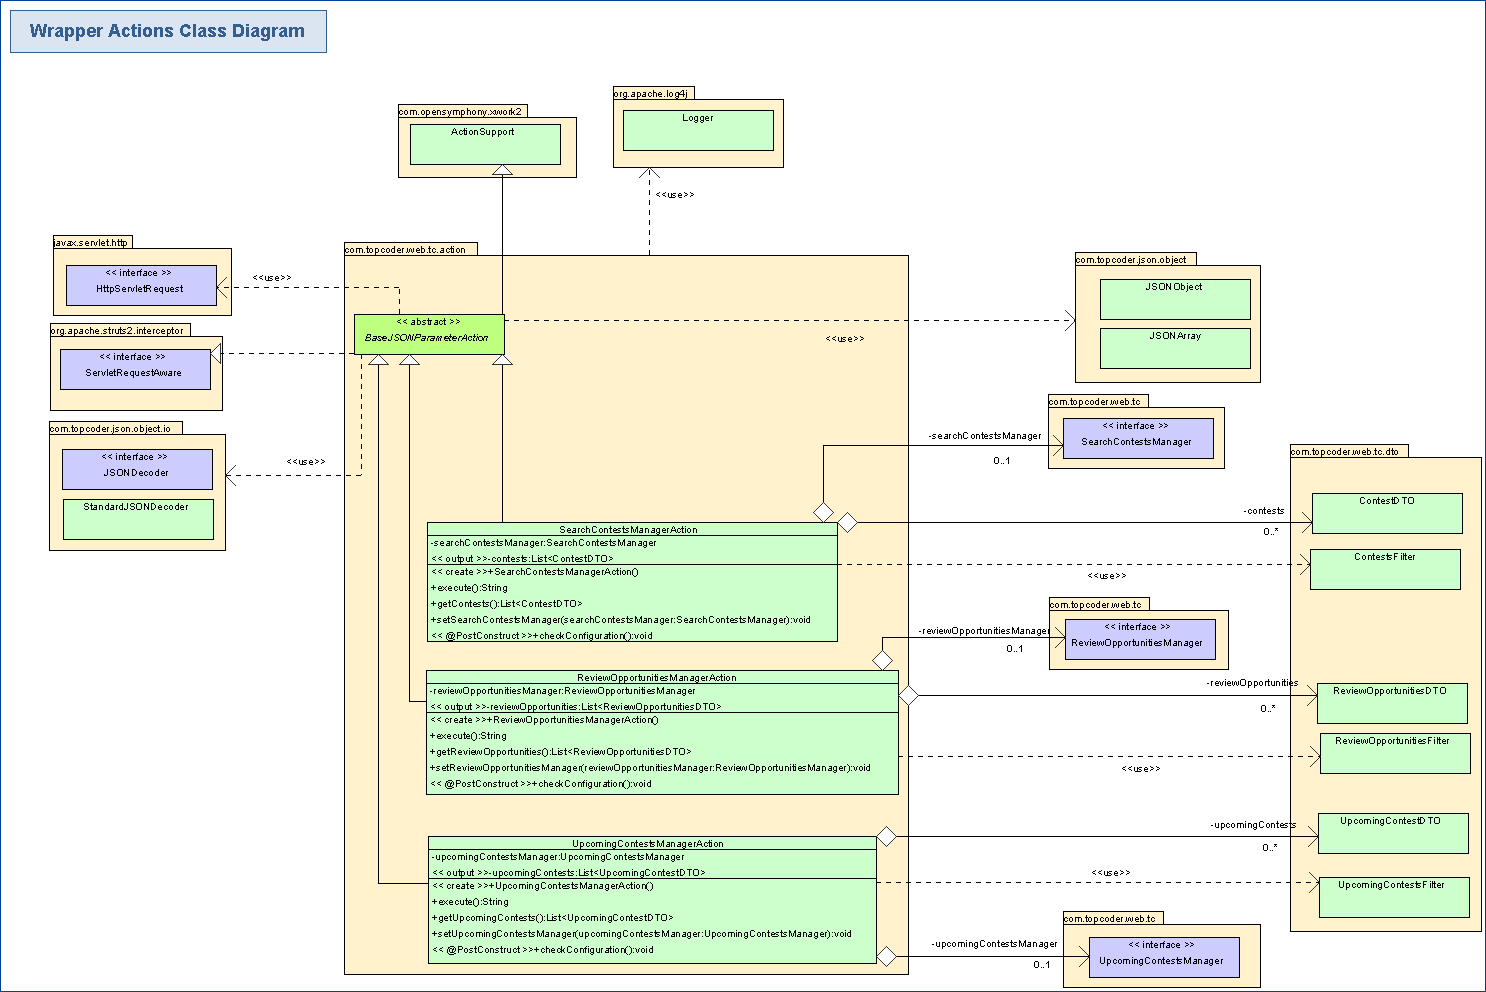 Wrapper Actions Class Diagram
org.apache.log4j
Logger
com.opensymphony.xwork2
ActionSupport
<<use>>
javax.servlet.http
<< interface >>
HttpServletRequest
<<use>>
com.topcoder.web.tc.action
<< abstract >>
BaseJSONParameterAction
com.topcoder.json.object
JSONObject
JSONArray
<<use>>
org.apache.struts2.interceptor
<< interface >>
ServletRequestAware
com.topcoder.json.object.io
<< interface >>
JSONDecoder
StandardJSONDecoder
<<use>>
com.topcoder.web.tc
<< interface >>
SearchContestsManager
-searchContestsManager
0..1
com.topcoder.web.tc.dto
ContestDTO
-contests
0..*
ContestsFilter
<<use>>
SearchContestsManagerAction
-searchContestsManager:SearchContestsManager
<< output >>-contests:List<ContestDTO>
<< create >>+SearchContestsManagerAction()
+execute():String
+getContests():List<ContestDTO>
+setSearchContestsManager(searchContestsManager:SearchContestsManager):void
<< @PostConstruct >>+checkConfiguration():void
com.topcoder.web.tc
<< interface >>
ReviewOpportunitiesManager
-reviewOpportunitiesManager
0..1
ReviewOpportunitiesManagerAction
-reviewOpportunitiesManager:ReviewOpportunitiesManager
<< output >>-reviewOpportunities:List<ReviewOpportunitiesDTO>
<< create >>+ReviewOpportunitiesManagerAction()
+execute():String
+getReviewOpportunities():List<ReviewOpportunitiesDTO>
+setReviewOpportunitiesManager(reviewOpportunitiesManager:ReviewOpportunitiesManager):void
<< @PostConstruct >>+checkConfiguration():void
-reviewOpportunities
0..*
ReviewOpportunitiesDTO
ReviewOpportunitiesFilter
<<use>>
-upcomingContests
0..*
UpcomingContestDTO
UpcomingContestsManagerAction
-upcomingContestsManager:UpcomingContestsManager
<< output >>-upcomingContests:List<UpcomingContestDTO>
<< create >>+UpcomingContestsManagerAction()
+execute():String
+getUpcomingContests():List<UpcomingContestDTO>
+setUpcomingContestsManager(upcomingContestsManager:UpcomingContestsManager):void
<< @PostConstruct >>+checkConfiguration():void
<<use>>
UpcomingContestsFilter
com.topcoder.web.tc
<< interface >>
UpcomingContestsManager
-upcomingContestsManager
0..1